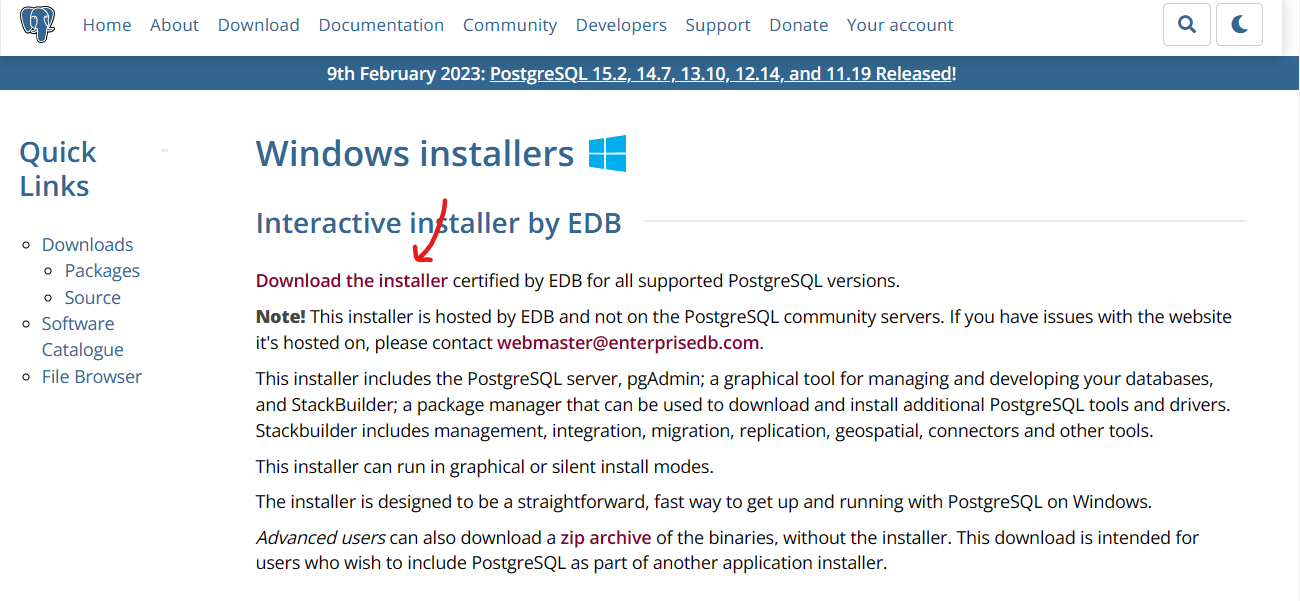 Home About Download Documentation Community Developers Support Donate Your account
9th February 2023: PostgreSQL 15.2, 14.7, 13.10, 12.14, and 11.19 Released!
Quick
Links
Downloads
Packages
Source
Software
Catalogue
File Browser
Windows installers
Interactive installer by EDB
Download the installer certified by EDB for all supported PostgreSQL versions.
Note! This installer is hosted by EDB and not on the PostgreSQL community servers. If you have issues with the website
it's hosted on, please contact webmaster@enterprisedb.com.
This installer includes the PostgreSQL server, pgAdmin; a graphical tool for managing and developing your databases,
and StackBuilder; a package manager that can be used to download and install additional PostgreSQL tools and drivers.
Stackbuilder includes management, integration, migration, replication, geospatial, connectors and other tools.
This installer can run in graphical or silent install modes.
The installer is designed to be a straightforward, fast way to get up and running with PostgreSQL on Windows.
Advanced users can also download a zip archive of the binaries, without the installer. This download is intended for
users who wish to include PostgreSQL as part of another application installer.